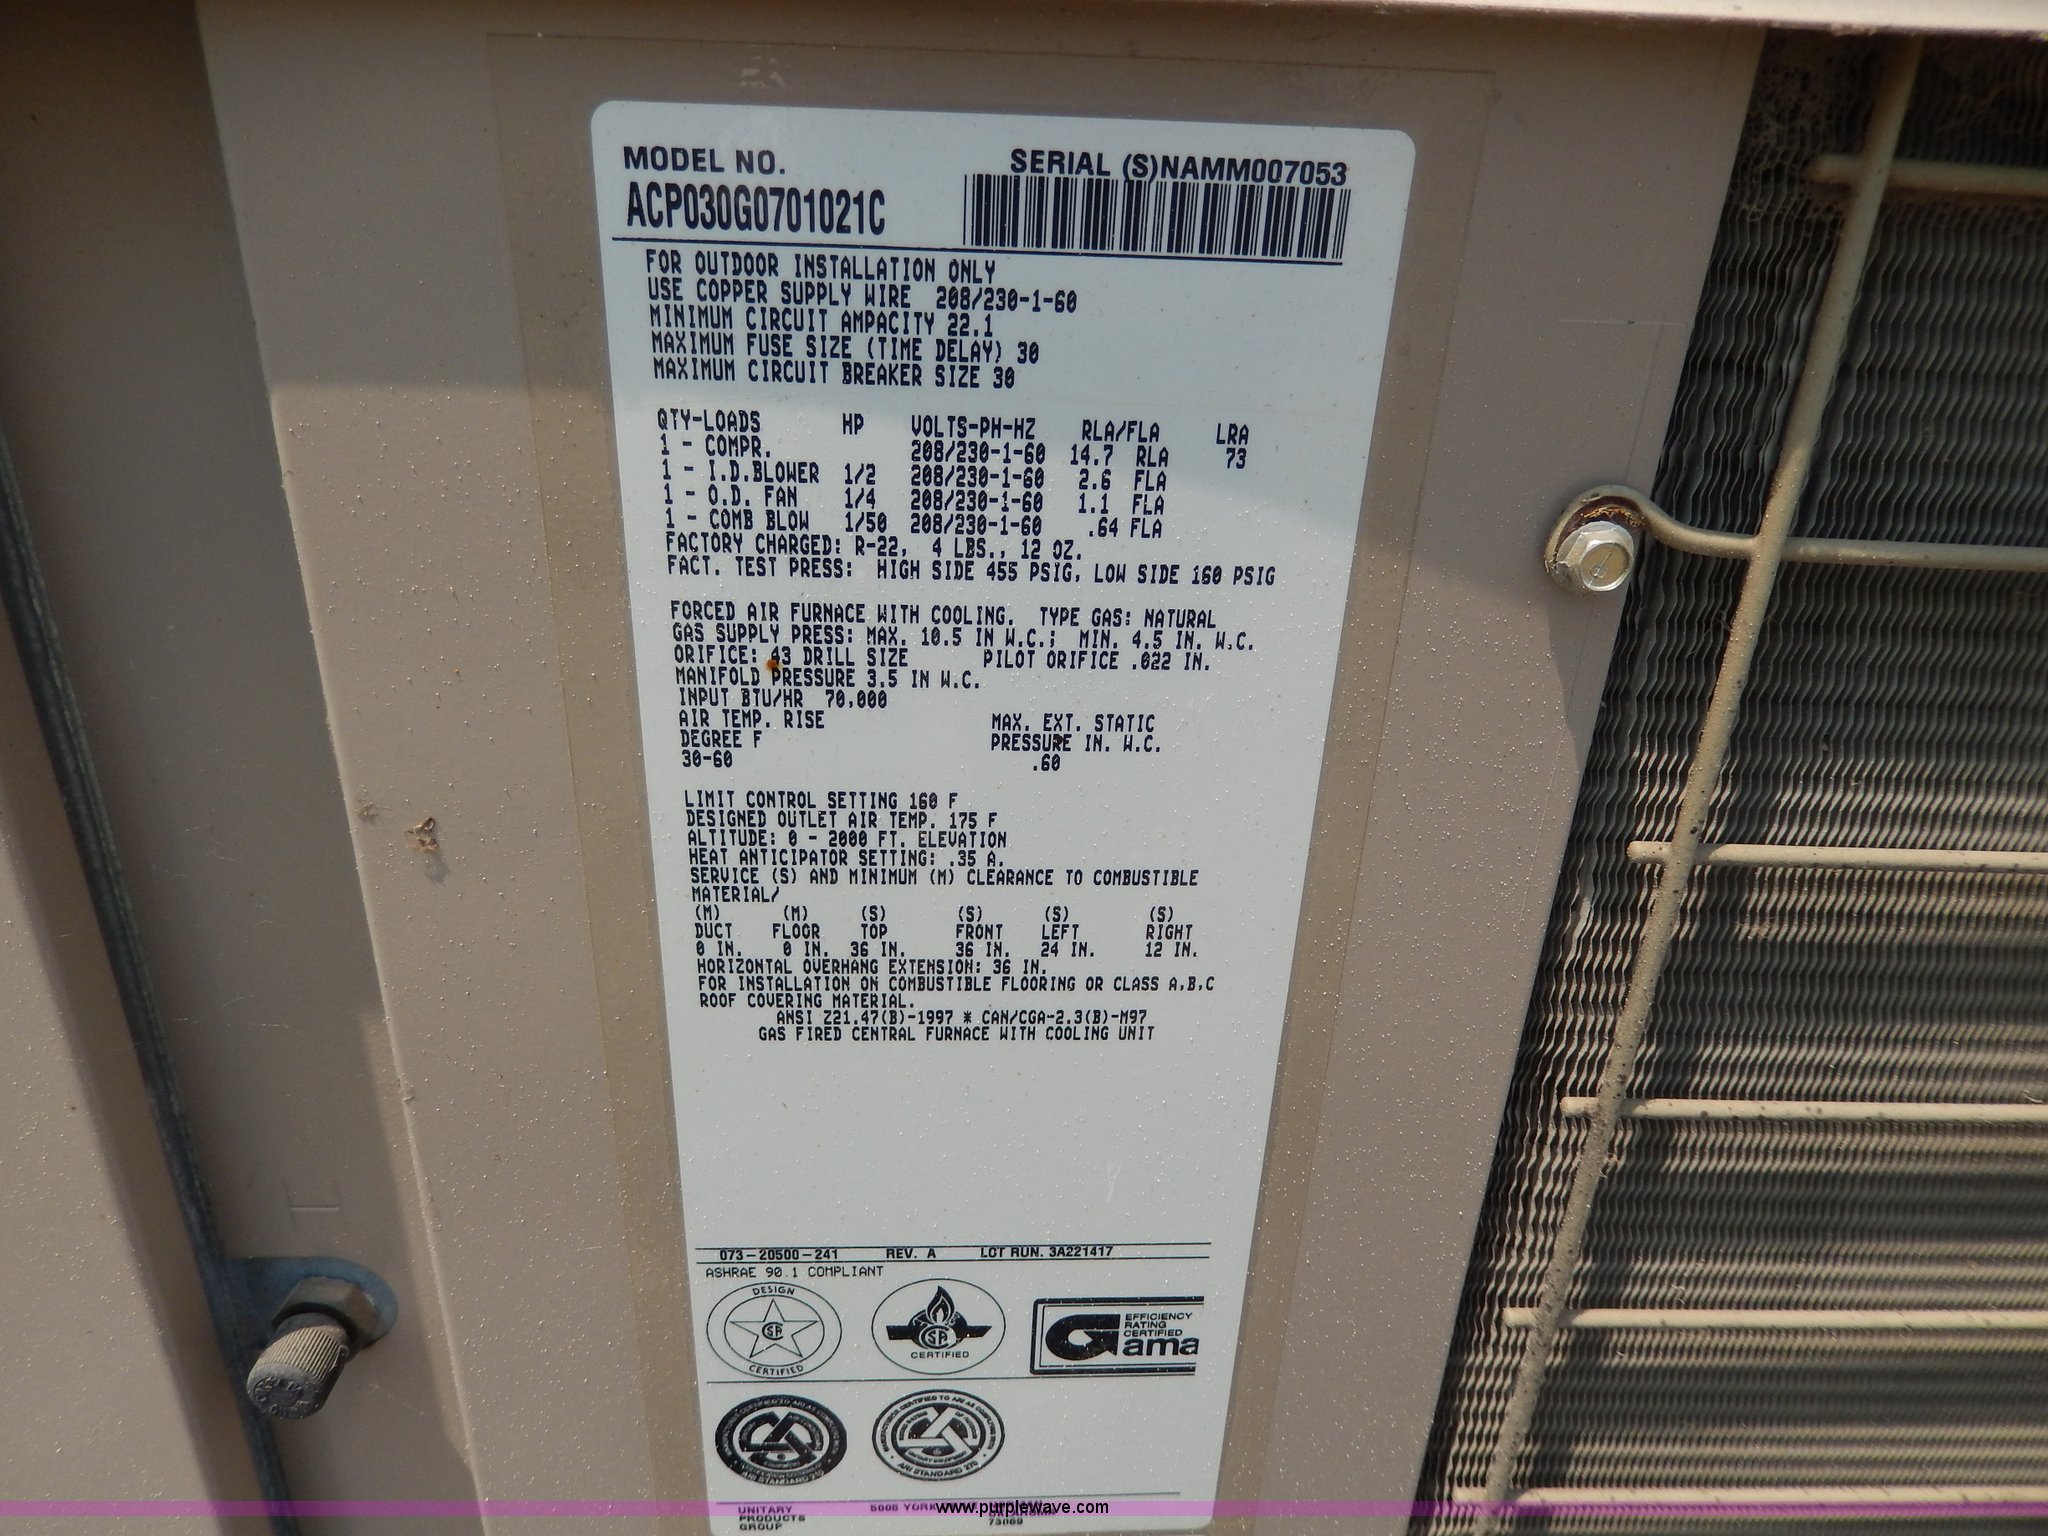 MODEL NO. SERIAL (S)NAMM007053
ACP030G0701021C
FOR OUTDOOR INSTALLATION ONLY
USE COPPER SUPPLY WIRE 208/230-1-60
MINIMUM CIRCUIT AMPACITY 22.1
MAXIMUM FUSE SIZE (TIME DELAY) 30
MAXIMUM CIRCUIT BREAKER SIZE 30
QTY-LOADS HP VOLTS-PH-HZ RLA/FLA LRA
1 - COMPR. 208/230-1-60 14.7 RLA 73
1 - I.D.BLOWER 1/2 208/230-1-60 2.6 FLA
1 - O.D. FAN 1/4 208/230-1-60 1.1 FLA
1 - COMB BLOW 1/50 208/230-1-60 .64 FLA
FACTORY CHARGED: R-22, 4 LBS., 12 OZ.
FACT. TEST PRESS: HIGH SIDE 455 PSIG, LOW SIDE 160 PSIG
FORCED AIR FURNACE WITH COOLING. TYPE GAS: NATURAL
GAS SUPPLY PRESS: MAX. 10.5 IN W.C.; MIN. 4.5 IN. W.C.
ORIFICE: 43 DRILL SIZE PILOT ORIFICE .022 IN.
MANIFOLD PRESSURE 3.5 IN W.C.
INPUT BTU/HR 70,000
AIR TEMP. RISE MAX. EXT. STATIC
DEGREE F PRESSURE IN. W.C.
30-60 .60
LIMIT CONTROL SETTING 160 F
DESIGNED OUTLET AIR TEMP. 175 F
ALTITUDE: 0 - 2000 FT. ELEVATION
HEAT ANTICIPATOR SETTING: .35 A.
SERVICE (S) AND MINIMUM (M) CLEARANCE TO COMBUSTIBLE
MATERIAL/
(M) (M) (S) (S) (S) (S)
DUCT FLOOR TOP FRONT LEFT RIGHT
0 IN. 0 IN. 36 IN. 36 IN. 24 IN. 12 IN.
HORIZONTAL OVERHANG EXTENSION: 36 IN.
FOR INSTALLATION ON COMBUSTIBLE FLOORING OR CLASS A,B,C
ROOF COVERING MATERIAL.
ANSI Z21.47(B)-1997 * CAN/CGA-2.3(B)-M97
GAS FIRED CENTRAL FURNACE WITH COOLING UNIT
073-20500-241 REV. A LOT RUN. 3A221417
ASHRAE 90.1 COMPLIANT
DESIGN
CERTIFIED
CERTIFIED
EFFICIENCY
RATING
CERTIFIED
Gama
ARI STANDARD 210
ARI STANDARD 270
UNITARY
PRODUCTS
GROUP
5005 YORK
OKLAHOMA
73069
www.purplewave.com